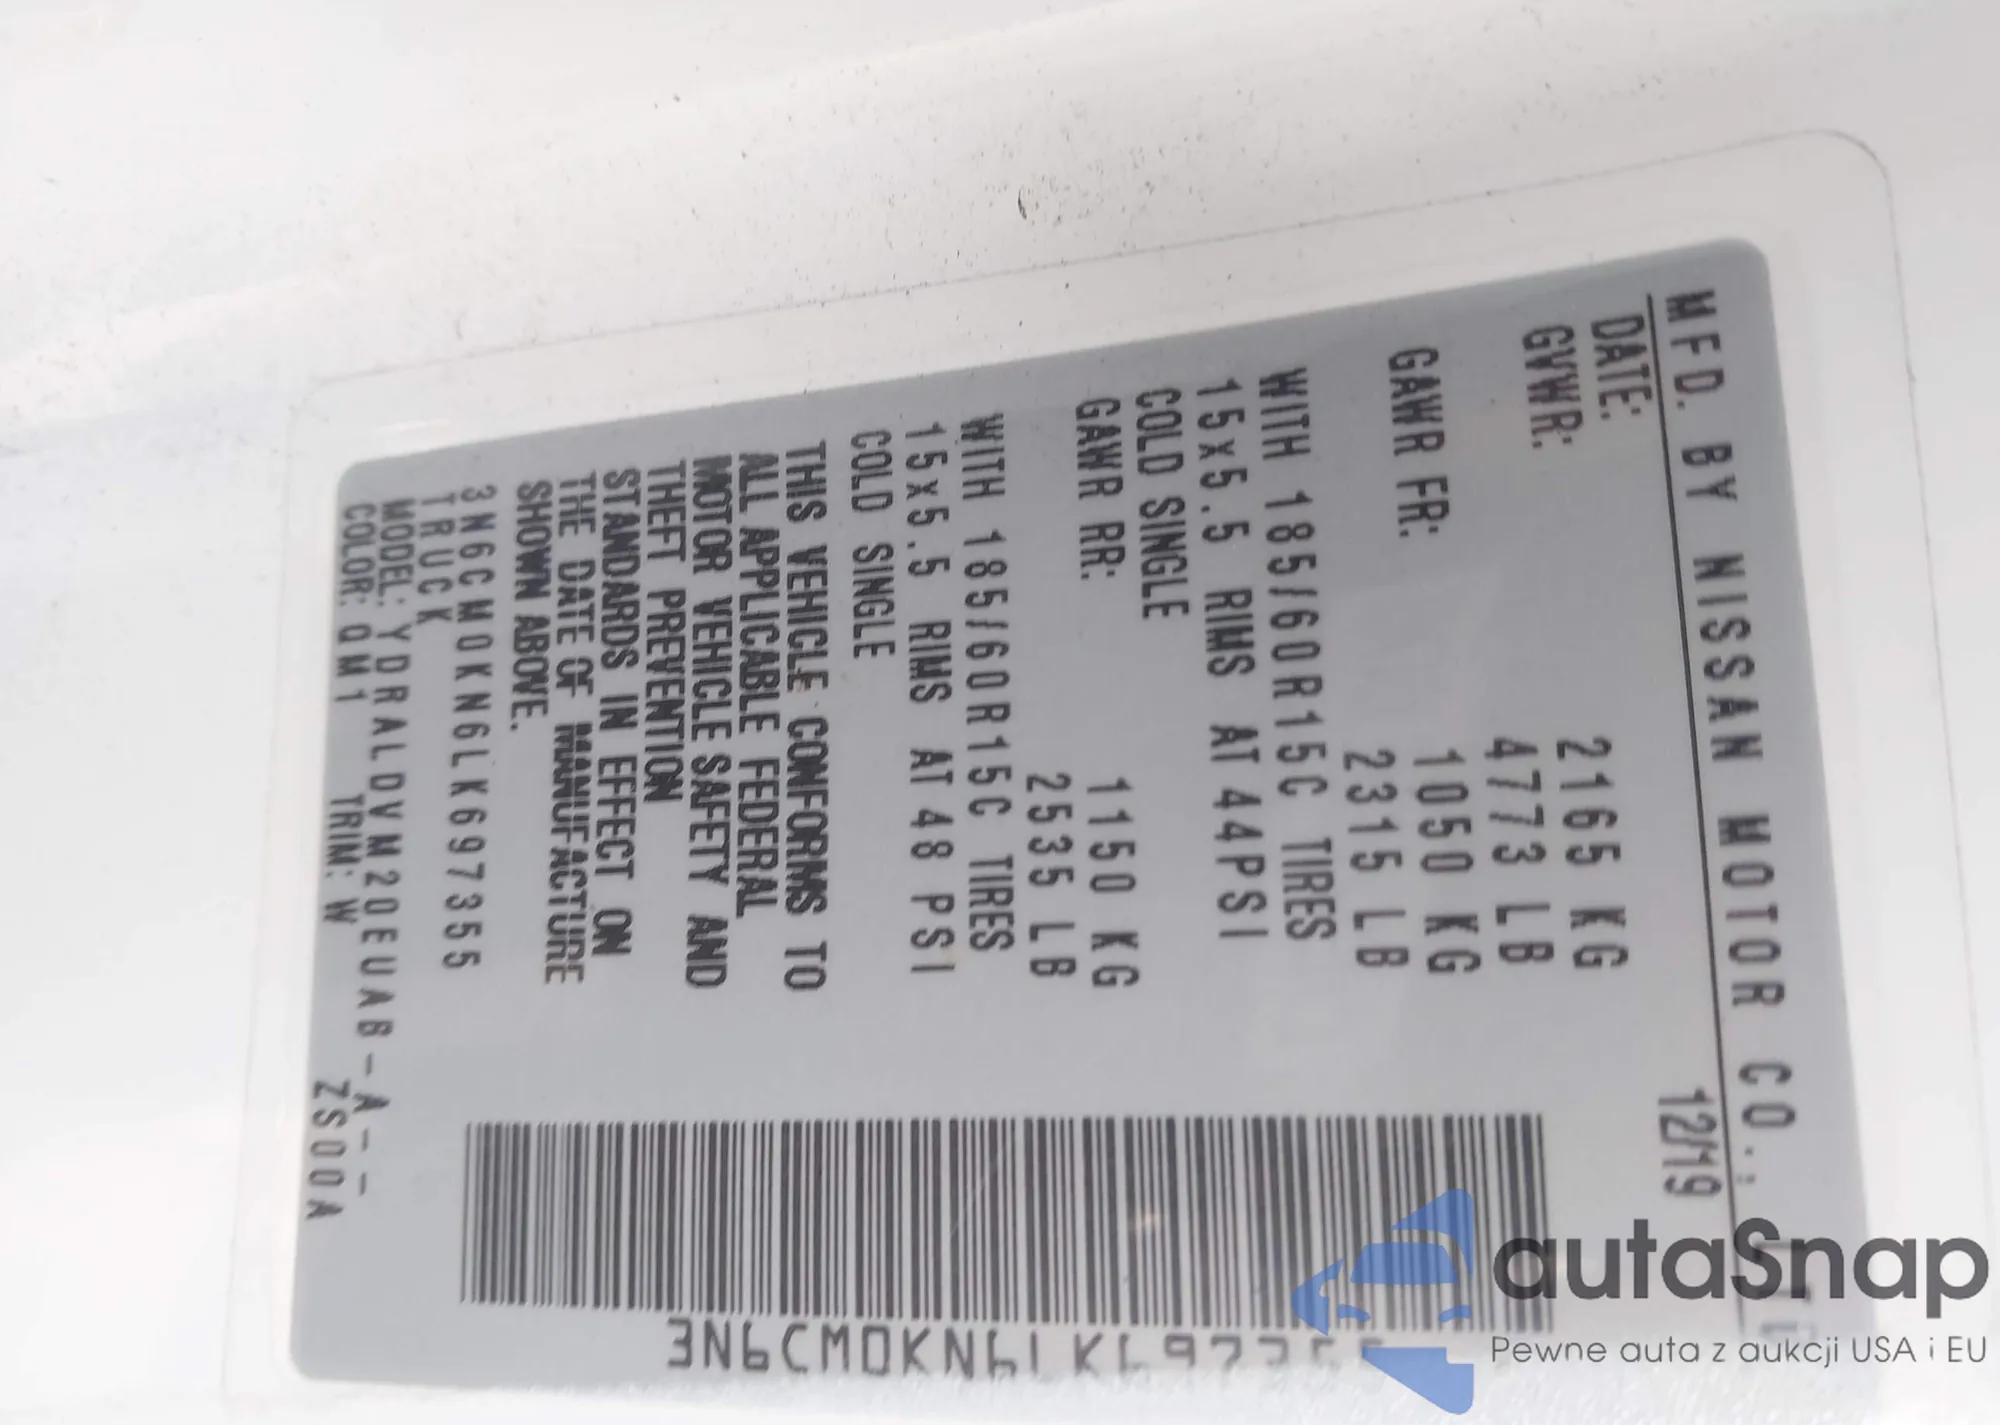 MFD. BY NISSAN MOTOR CO., LTD
DATE: 12/19
GVWR: 2165 KG
4773 LB
GAWR FR: 1050 KG
2315 LB
WITH 185/60R15C TIRES
15x5.5 RIMS AT 44PSI
COLD SINGLE
GAWR RR: 1150 KG
2535 LB
WITH 185/60R15C TIRES
15x5.5 RIMS AT 48 PSI
COLD SINGLE
THIS VEHICLE CONFORMS TO
ALL APPLICABLE FEDERAL
MOTOR VEHICLE SAFETY AND
THEFT PREVENTION
STANDARDS IN EFFECT ON
THE DATE OF MANUFACTURE
SHOWN ABOVE.
3N6CM0KN6LK697355
TRUCK
MODEL: YDRALDVM20EUAB-A---
COLOR: QM1 TRIM: W ZS00A
3N6CM0KN6LK697355
autaSnap
Pewne auta z aukcji USA i EU